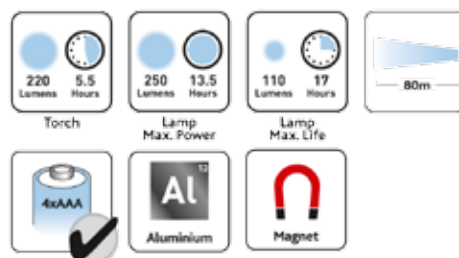 220 5.5
Lumens Hours
Torch
250 13.5
Lumens Hours
Lamp
Max. Power
110 17
Lumens Hours
Lamp
Max. Life
80m
4xAAA
13
Al
Aluminium
Magnet